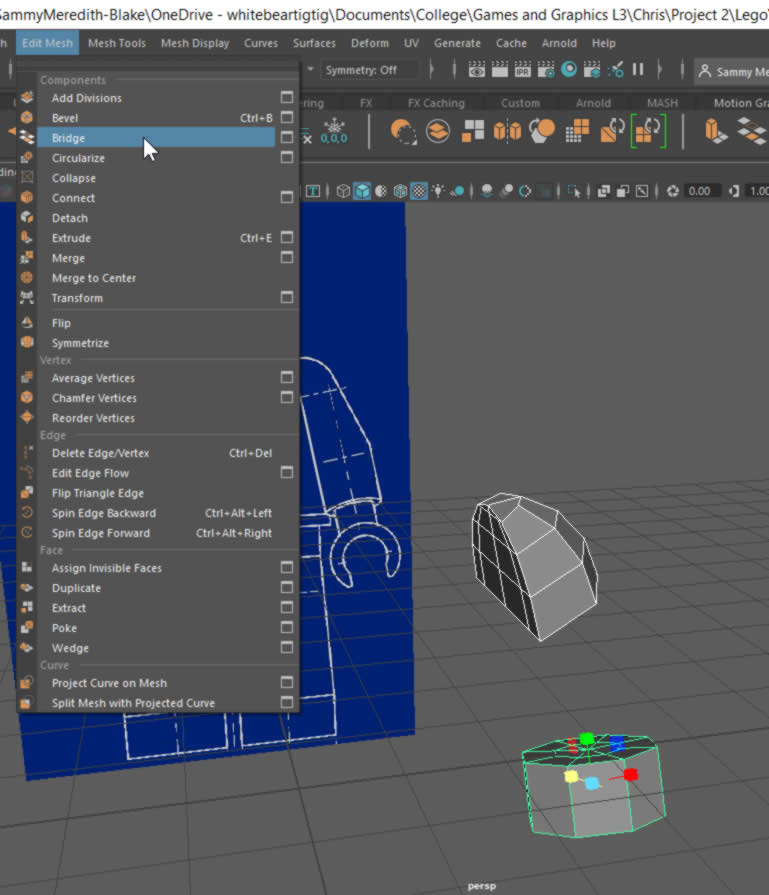 SammyMeredith-Blake\OneDrive - whitebeartigtig\Documents\College\Games and Graphics L3\Chris\Project 2\Lego
Edit Mesh Mesh Tools Mesh Display Curves Surfaces Deform UV Generate Cache Arnold Help
Symmetry: Off
IPR
Sammy Me
FX FX Caching Custom Arnold MASH Motion Gra
0,0,0
0.00
1.00
Components
Add Divisions
Bevel Ctrl+B
Bridge
Circularize
Collapse
Connect
Detach
Extrude Ctrl+E
Merge
Merge to Center
Transform
Flip
Symmetrize
Vertex
Average Vertices
Chamfer Vertices
Reorder Vertices
Edge
Delete Edge/Vertex Ctrl+Del
Edit Edge Flow
Flip Triangle Edge
Spin Edge Backward Ctrl+Alt+Left
Spin Edge Forward Ctrl+Alt+Right
Face
Assign Invisible Faces
Duplicate
Extract
Poke
Wedge
Curve
Project Curve on Mesh
Split Mesh with Projected Curve
persp